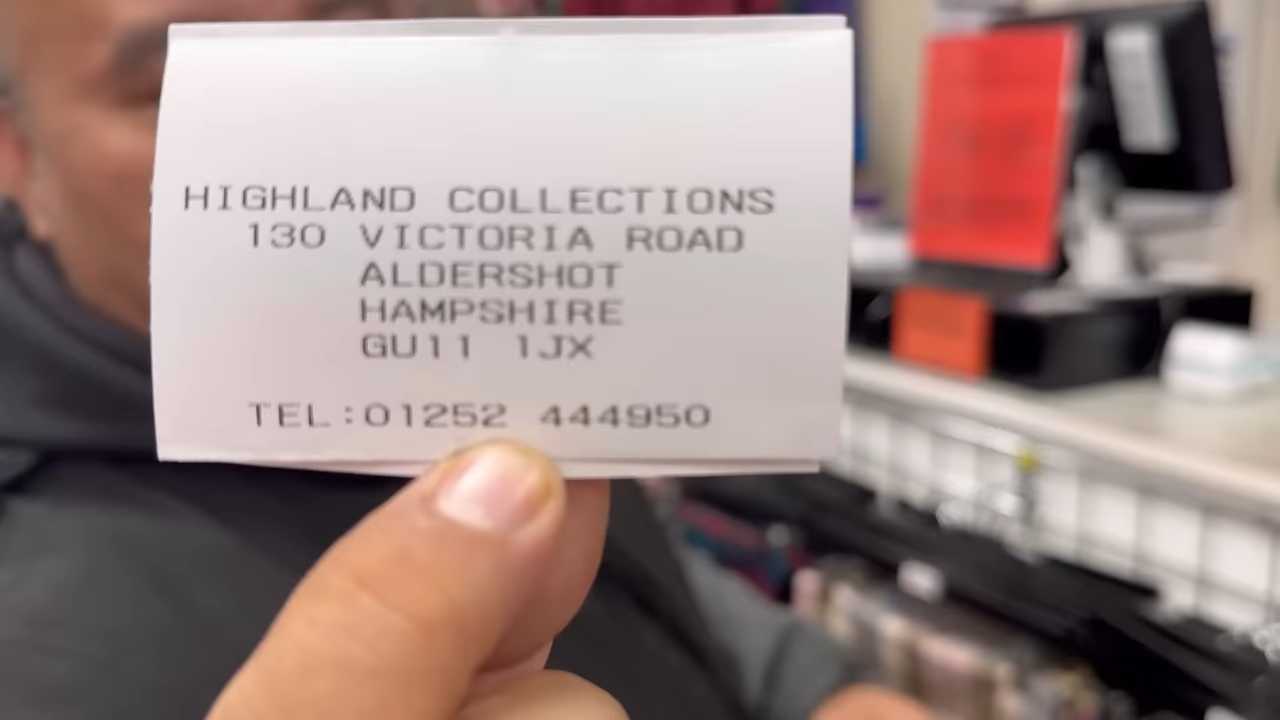 HIGHLAND COLLECTIONS
130 VICTORIA ROAD
ALDERSHOT
HAMPSHIRE
GU11 1JX
TEL:01252 444950